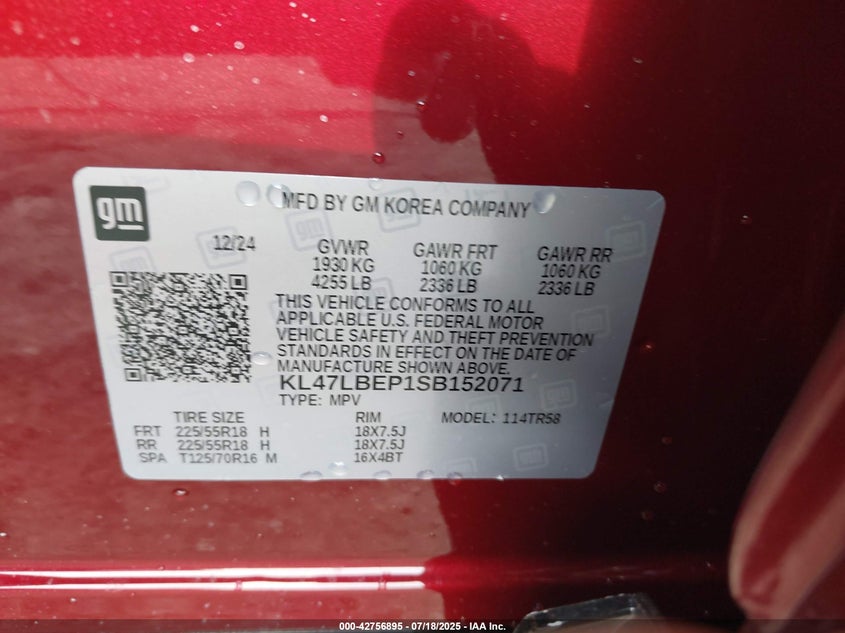 gm
MFD BY GM KOREA COMPANY
12/24 GVWR GAWR FRT GAWR RR
1930 KG 1060 KG 1060 KG
4255 LB 2336 LB 2336 LB
THIS VEHICLE CONFORMS TO ALL
APPLICABLE U.S. FEDERAL MOTOR
VEHICLE SAFETY AND THEFT PREVENTION
STANDARDS IN EFFECT ON THE DATE OF
MANUFACTURE SHOWN ABOVE.
KL47LBEP1SB152071
TYPE: MPV MODEL: 114TR58
TIRE SIZE RIM
FRT 225/55R18 H 18X7.5J
RR 225/55R18 H 18X7.5J
SPA T125/70R16 M 16X4BT
000-42756895 - 07/18/2025 - IAA Inc.